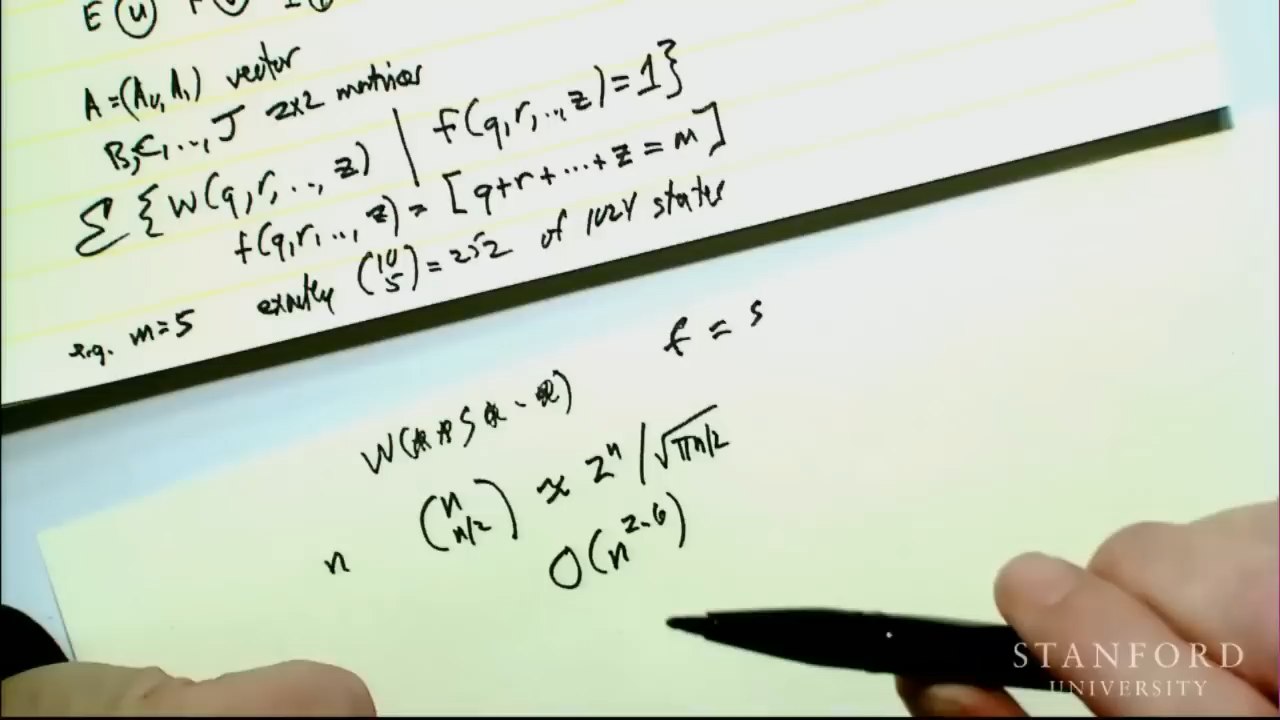 E (u)
A = (A₀, A₁) vector
B, C, ..., J 2×2 matrices
Σ { W(q, r, .., z) | f(q, r, .., z) = 1 }
f(q, r, .., z) = [q + r + ... + z = m]
e.g. m = 5 exactly (10 5) = 252 of 1024 states
f = s
W(
n (n n/2) ≈ 2ⁿ / √πn/2
O(n^2.6)
STANFORD
UNIVERSITY